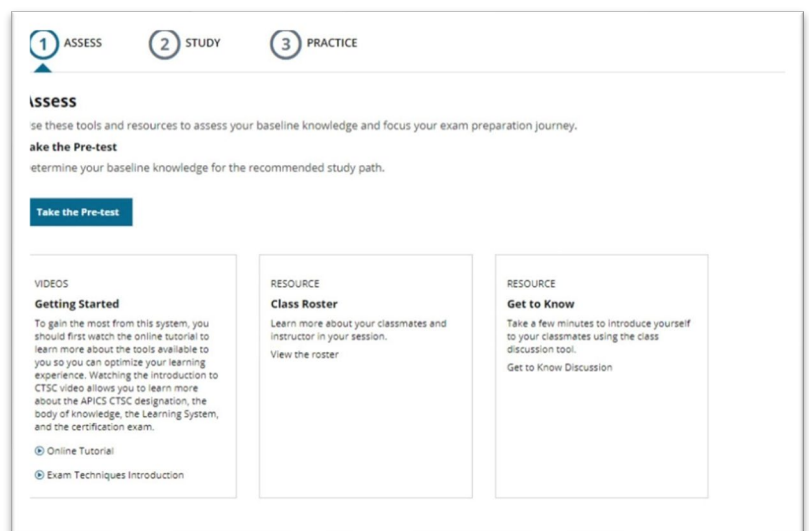 1 ASSESS 2 STUDY 3 PRACTICE
ssess
se these tools and resources to assess your baseline knowledge and focus your exam preparation journey.
ake the Pre-test
etermine your baseline knowledge for the recommended study path.
Take the Pre-test
VIDEOS
Getting Started
To gain the most from this system, you
should first watch the online tutorial to
learn more about the tools available to
you so you can optimize your learning
experience. Watching the introduction to
CTSC video allows you to learn more
about the APICS CTSC designation, the
body of knowledge, the Learning System,
and the certification exam.
Online Tutorial
Exam Techniques Introduction
RESOURCE
Class Roster
Learn more about your classmates and
instructor in your session.
View the roster
RESOURCE
Get to Know
Take a few minutes to introduce yourself
to your classmates using the class
discussion tool.
Get to Know Discussion